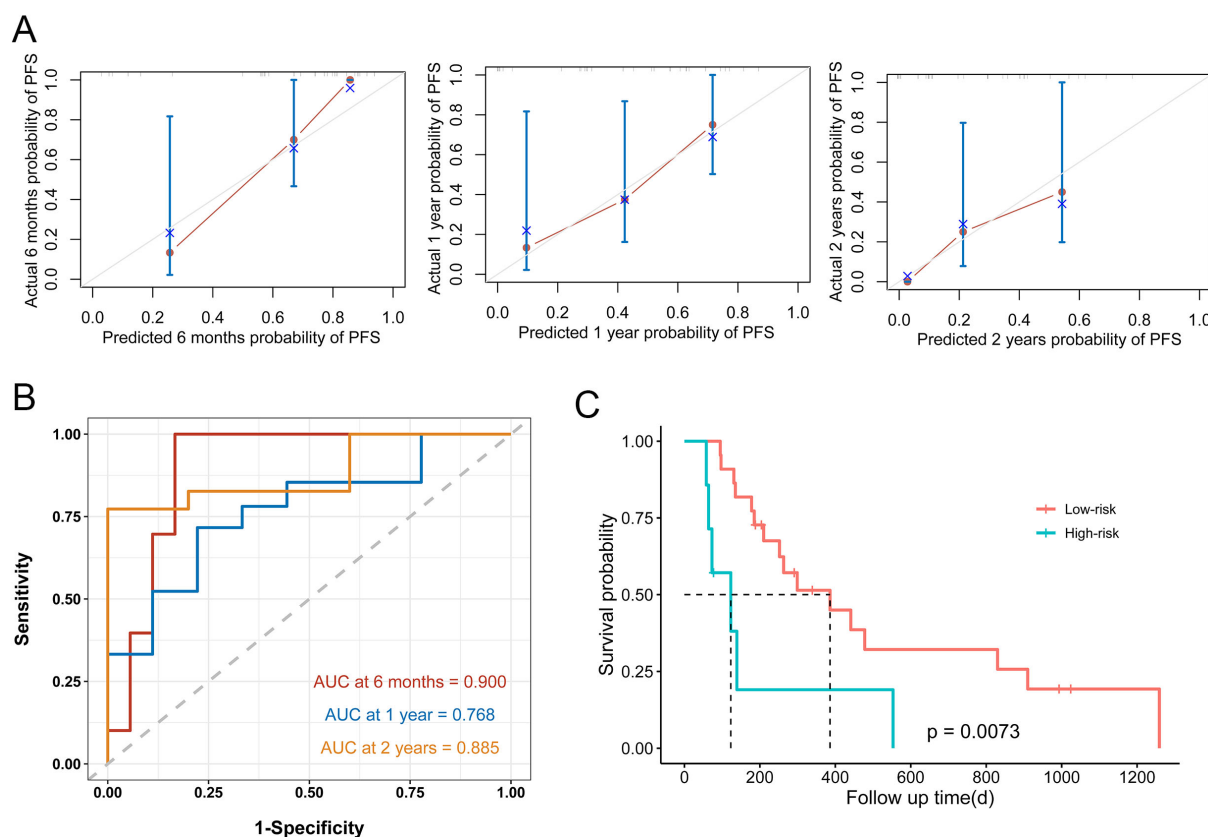 A
Actual 6 months probability of PFS
1.0
0.8
0.6
0.4
0.2
0.0
0.0 0.2 0.4 0.6 0.8 1.0
Predicted 6 months probability of PFS
Actual 1 year probability of PFS
1.0
0.8
0.6
0.4
0.2
0.0
0.0 0.2 0.4 0.6 0.8 1.0
Predicted 1 year probability of PFS
Actual 2 years probability of PFS
1.0
0.8
0.6
0.4
0.2
0.0
0.0 0.2 0.4 0.6 0.8 1.0
Predicted 2 years probability of PFS
B
Sensitivity
1.00
0.75
0.50
0.25
0.00
AUC at 6 months = 0.900
AUC at 1 year = 0.768
AUC at 2 years = 0.885
0.00 0.25 0.50 0.75 1.00
1-Specificity
C
Survival probability
1.00
0.75
0.50
0.25
0.00
Low-risk
High-risk
p = 0.0073
0 200 400 600 800 1000 1200
Follow up time(d)